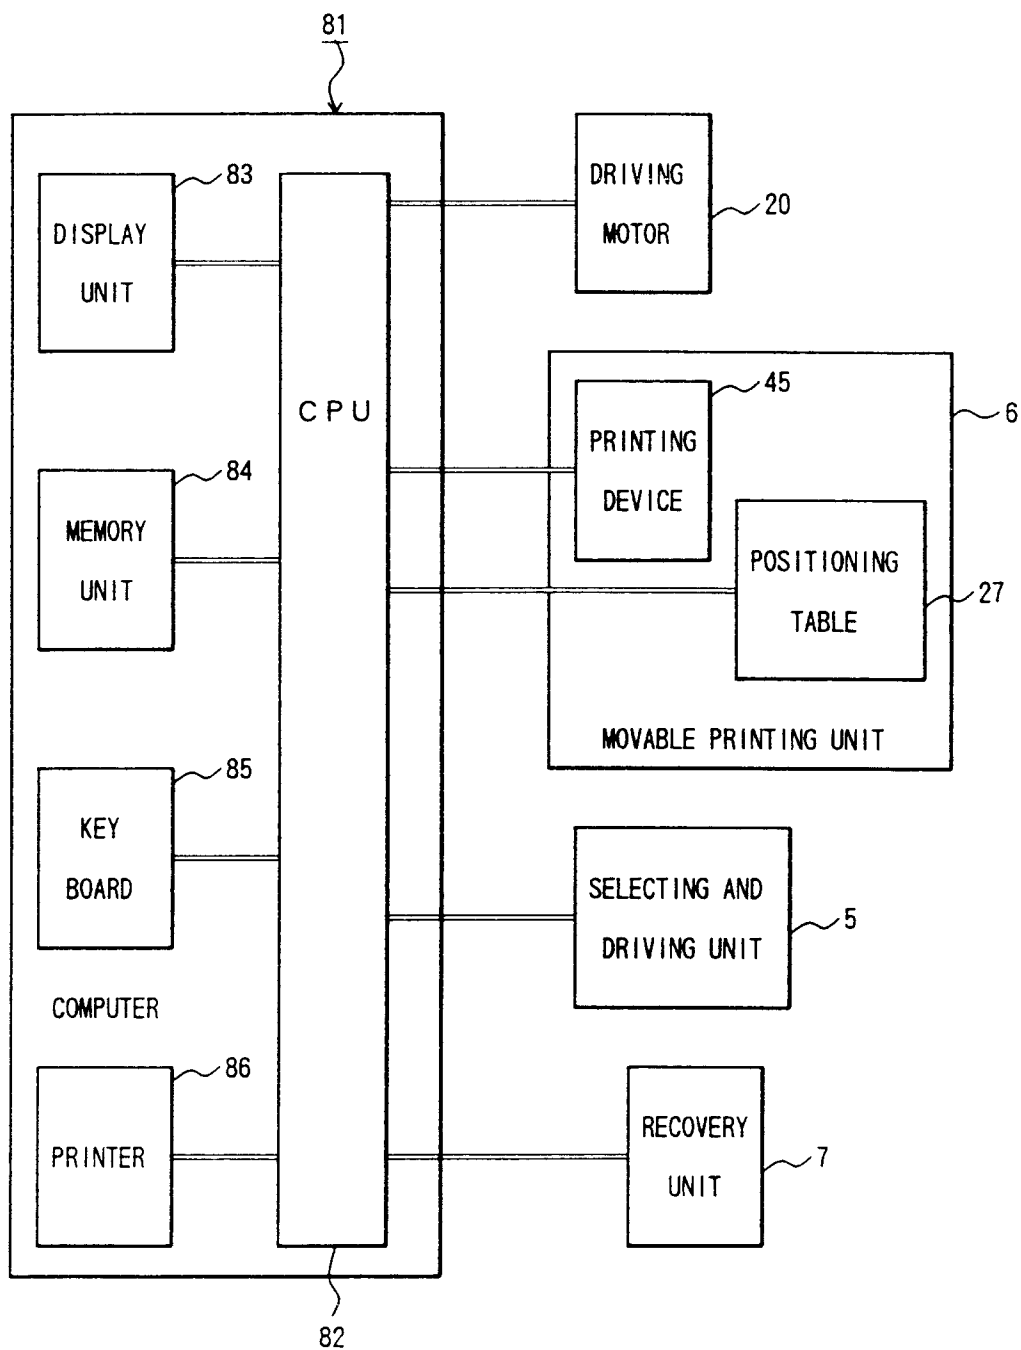 81
83
DISPLAY
UNIT
DRIVING
MOTOR
20
CPU
45
PRINTING
DEVICE
6
84
MEMORY
UNIT
POSITIONING
TABLE
27
MOVABLE PRINTING UNIT
85
KEY
BOARD
SELECTING AND
DRIVING UNIT
5
COMPUTER
86
PRINTER
RECOVERY
UNIT
7
82